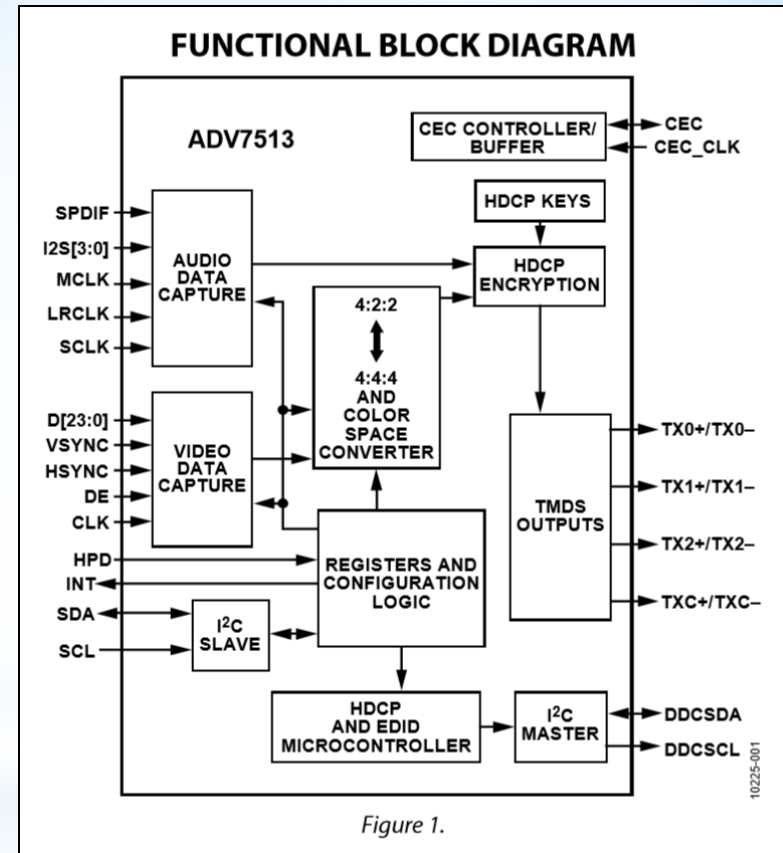 FUNCTIONAL BLOCK DIAGRAM
ADV7513
CEC CONTROLLER/
BUFFER
CEC
CEC_CLK
HDCP KEYS
HDCP
ENCRYPTION
SPDIF
I2S[3:0]
MCLK
LRCLK
SCLK
AUDIO
DATA
CAPTURE
4:2:2
4:4:4
AND
COLOR
SPACE
CONVERTER
D[23:0]
VSYNC
HSYNC
DE
CLK
VIDEO
DATA
CAPTURE
TMDS
OUTPUTS
TX0+/TX0–
TX1+/TX1–
TX2+/TX2–
TXC+/TXC–
HPD
INT
SDA
SCL
I²C
SLAVE
REGISTERS AND
CONFIGURATION
LOGIC
HDCP
AND EDID
MICROCONTROLLER
I²C
MASTER
DDCSDA
DDCSCL
10225-001
Figure 1.